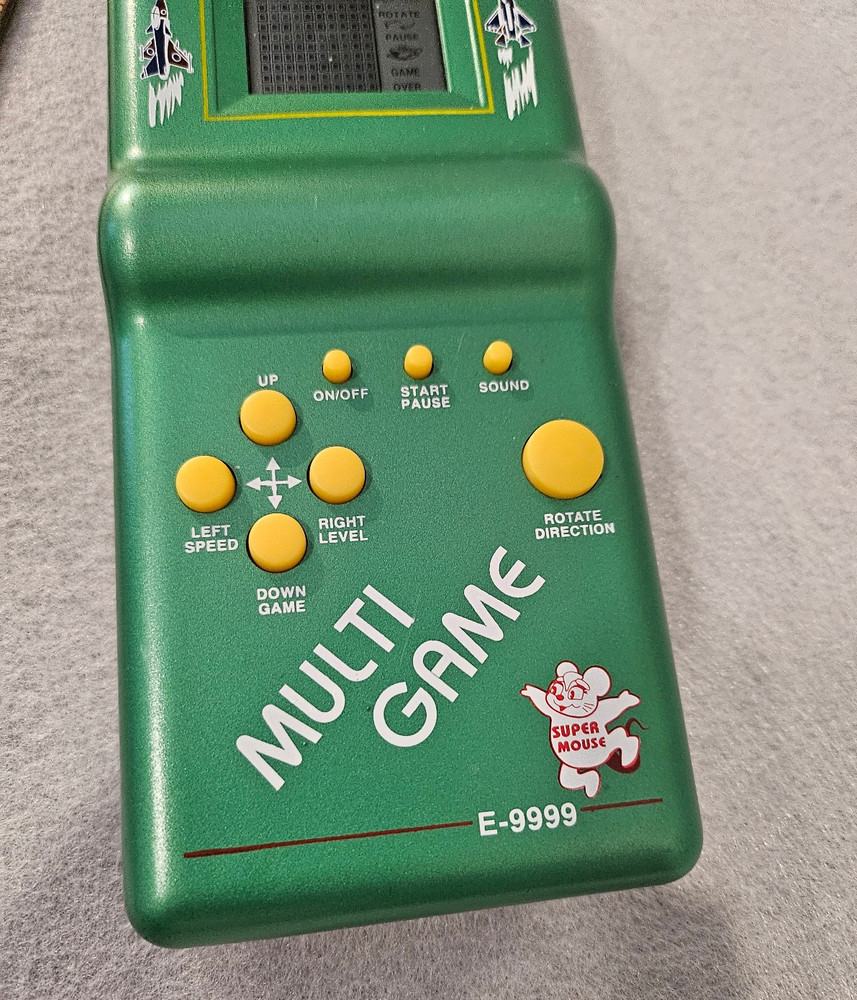 ROTATE
PAUSE
GAME
OVER
UP
ON/OFF
START
PAUSE
SOUND
LEFT
SPEED
RIGHT
LEVEL
ROTATE
DIRECTION
DOWN
GAME
MULTI
GAME
SUPER
MOUSE
E-9999